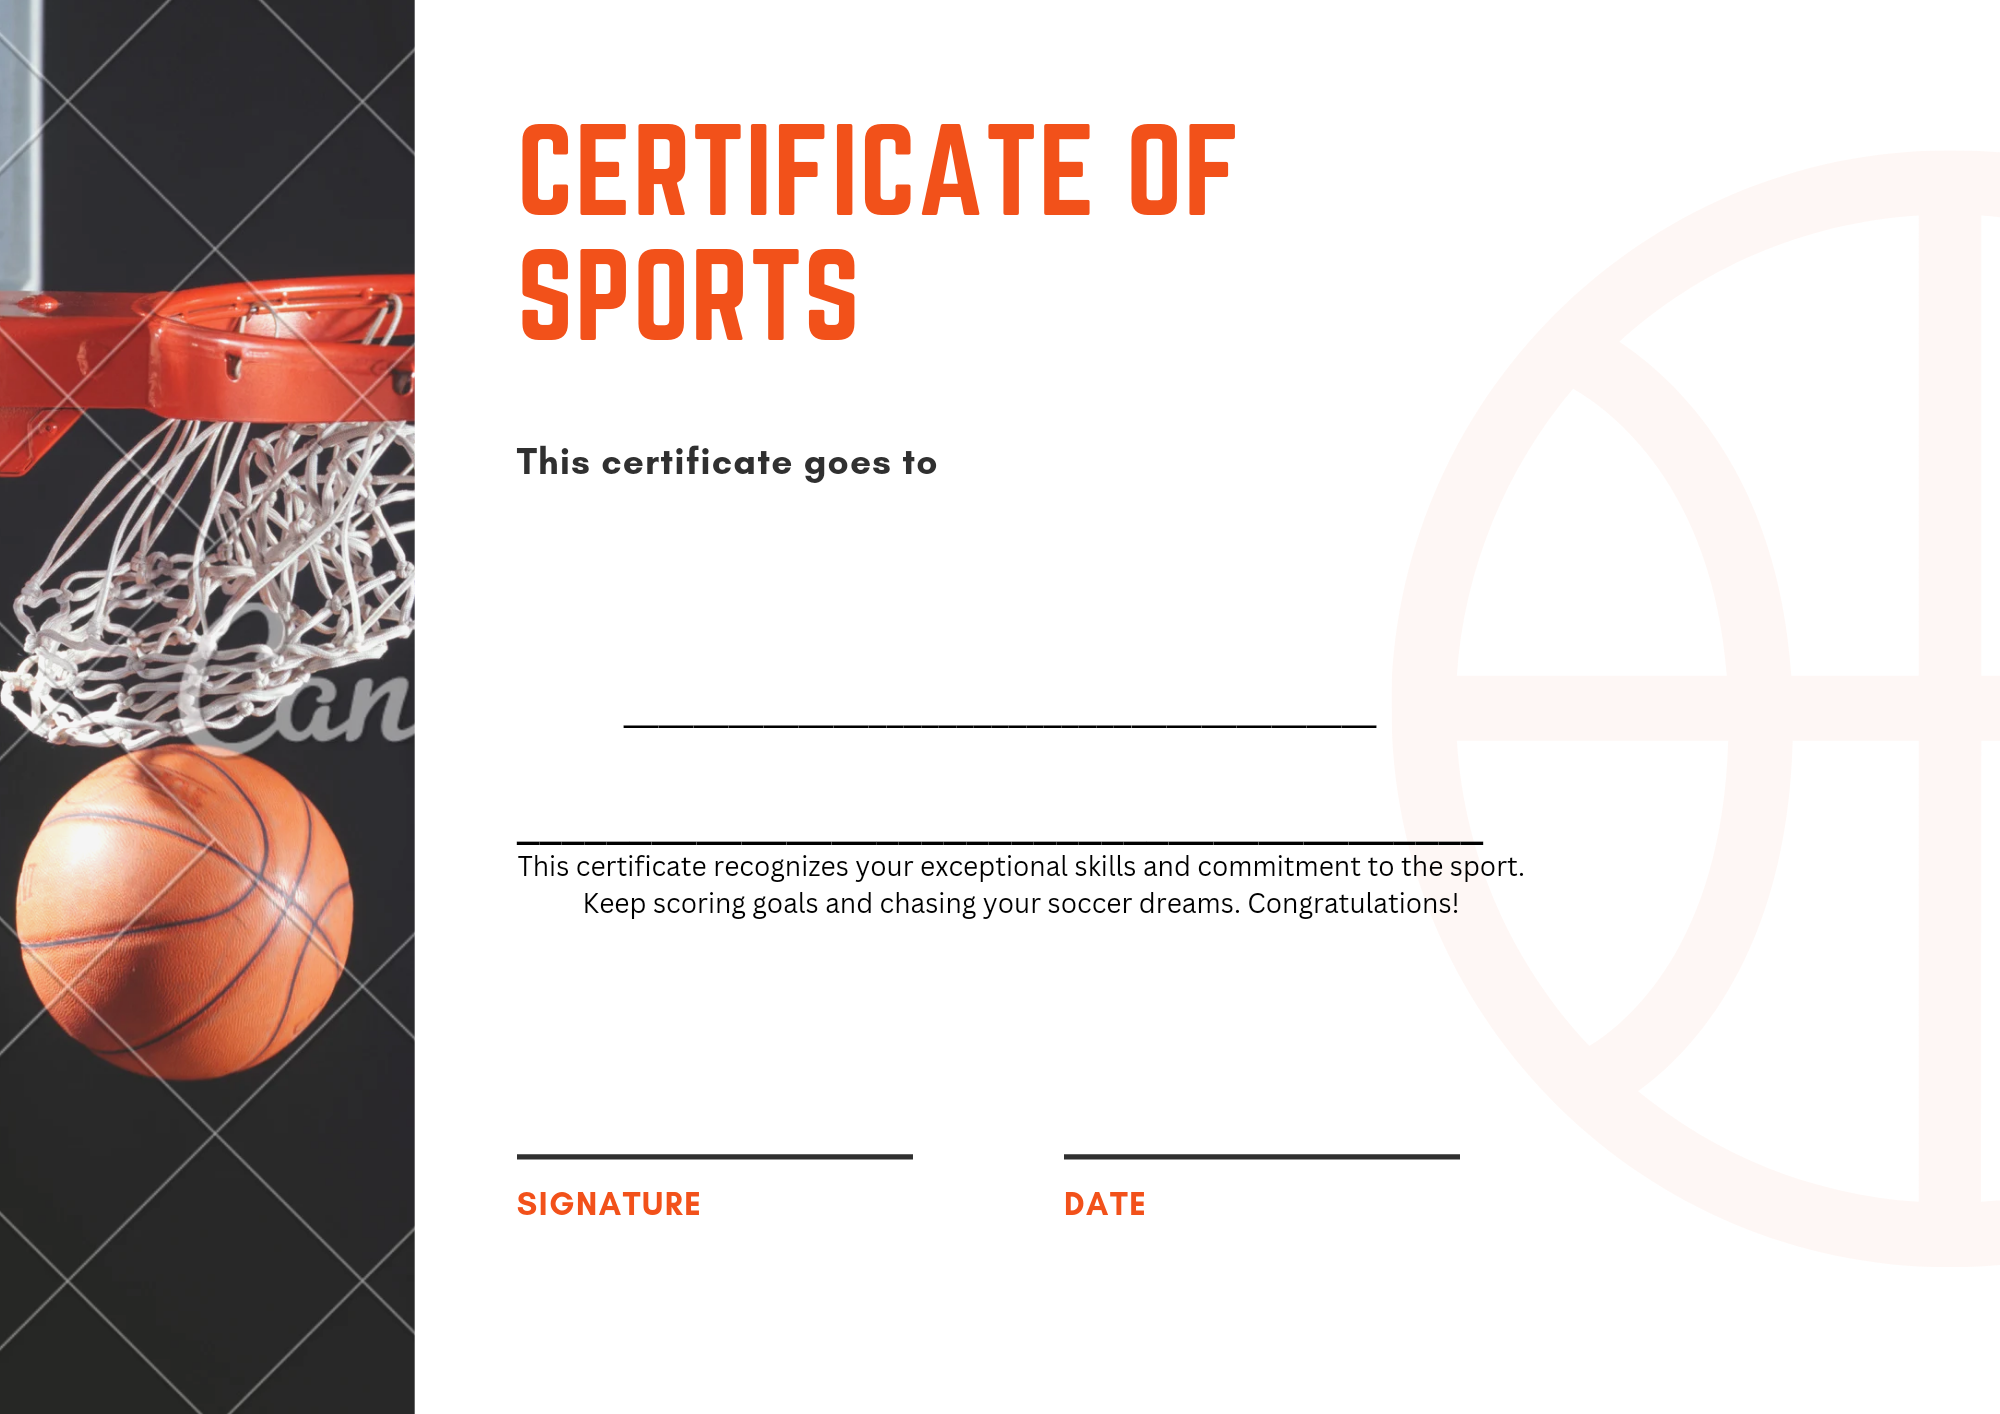 CERTIFICATE OF
SPORTS
This certificate goes to
This certificate recognizes your exceptional skills and commitment to the sport.
Keep scoring goals and chasing your soccer dreams. Congratulations!
Can
SIGNATURE
DATE